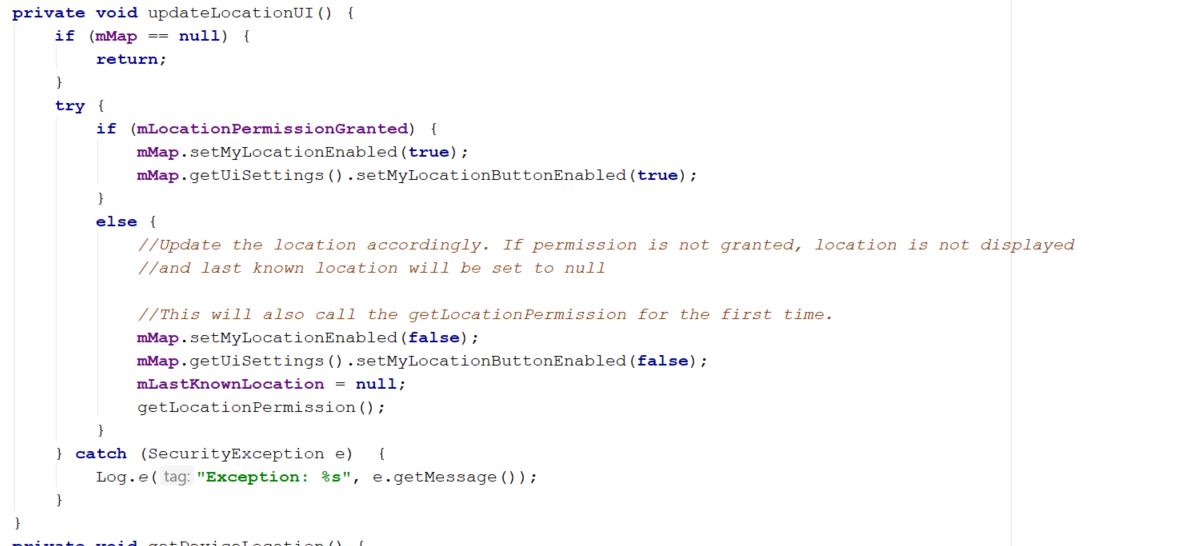 private void updateLocationUI() {
    if (mMap == null) {
        return;
    }
    try {
        if (mLocationPermissionGranted) {
            mMap.setMyLocationEnabled(true);
            mMap.getUiSettings().setMyLocationButtonEnabled(true);
        }
        else {
            //Update the location accordingly. If permission is not granted, location is not displayed
            //and last known location will be set to null
            //This will also call the getLocationPermission for the first time.
            mMap.setMyLocationEnabled(false);
            mMap.getUiSettings().setMyLocationButtonEnabled(false);
            mLastKnownLocation = null;
            getLocationPermission();
        }
    } catch (SecurityException e)  {
        Log.e( tag: "Exception: %s", e.getMessage());
    }
}
private void getDeviceLocation() {